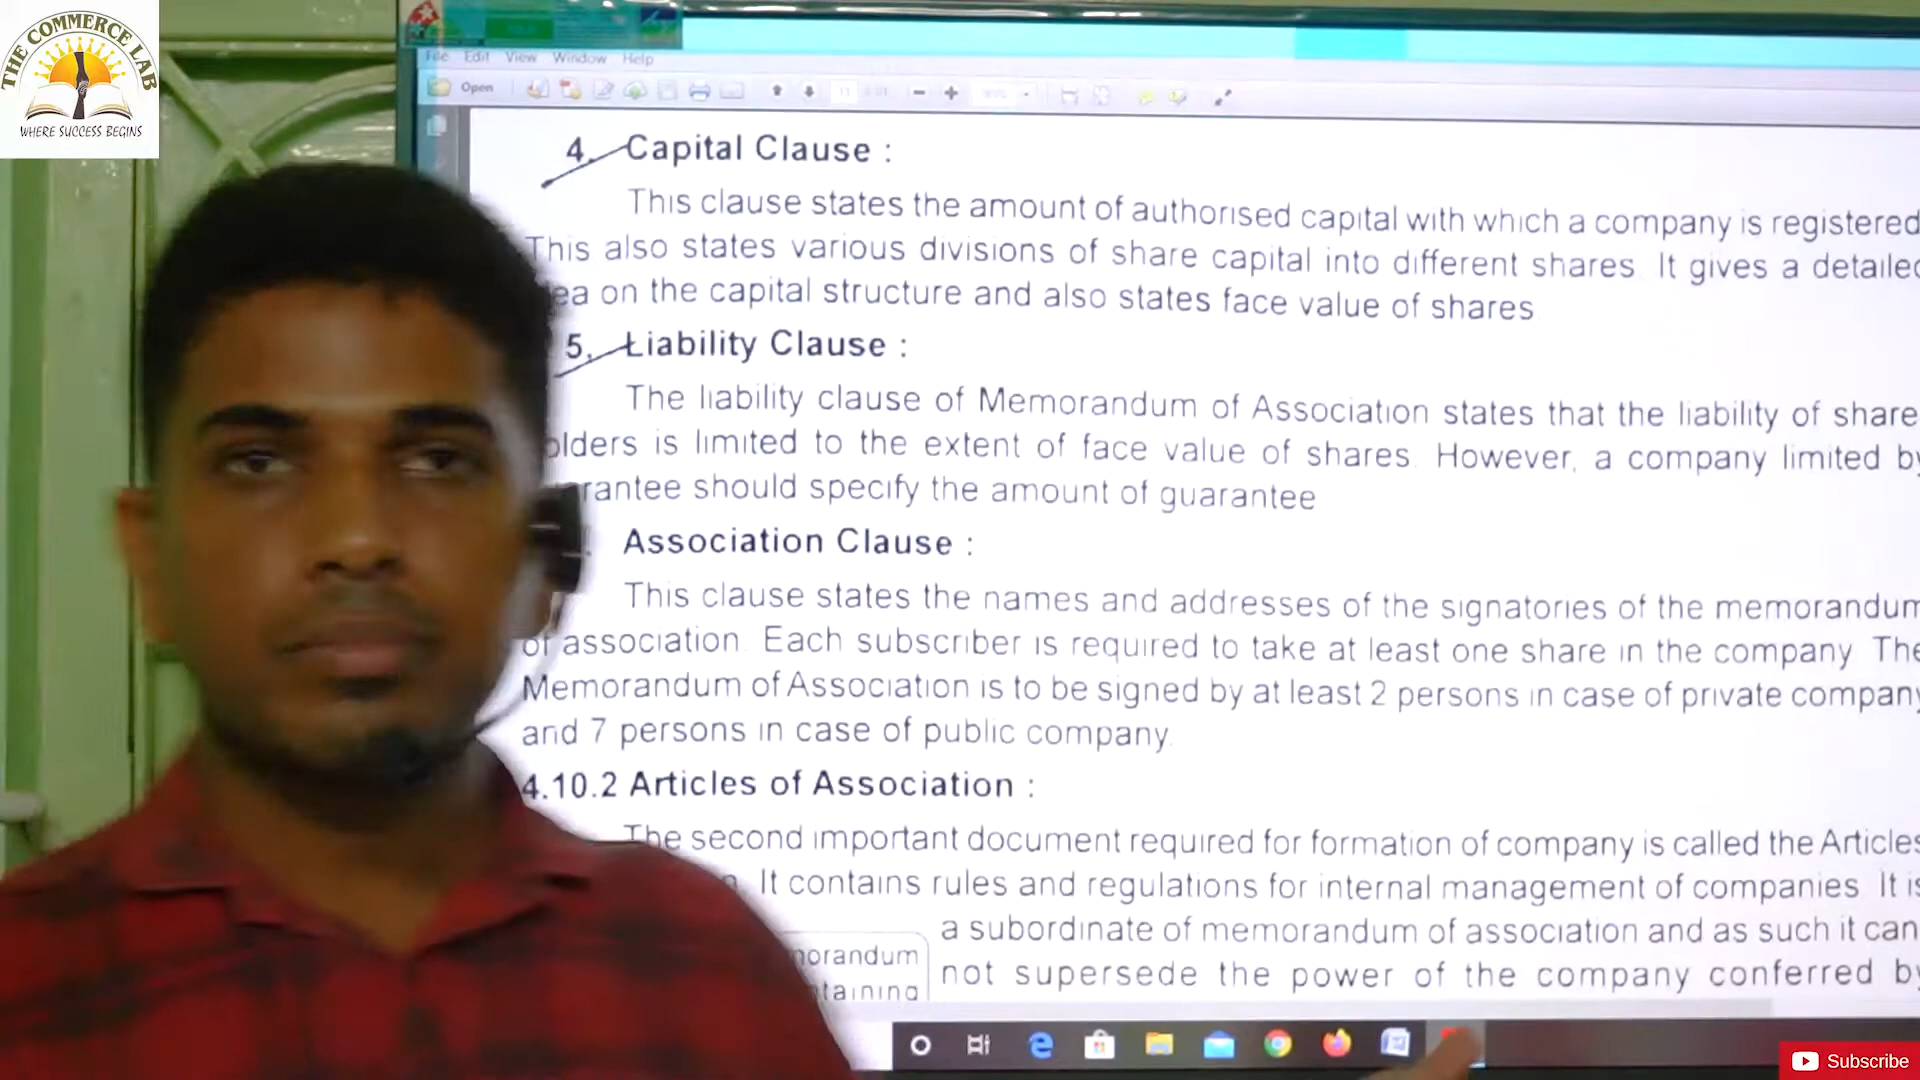 THE COMMERCE LAB
WHERE SUCCESS BEGINS
File Edit View Window Help
Open
4. Capital Clause :
This clause states the amount of authorised capital with which a company is registered
This also states various divisions of share capital into different shares. It gives a detailed
ea on the capital structure and also states face value of shares
5. Liability Clause :
The liability clause of Memorandum of Association states that the liability of share
olders is limited to the extent of face value of shares. However, a company limited by
rantee should specify the amount of guarantee
Association Clause :
This clause states the names and addresses of the signatories of the memorandum
of association. Each subscriber is required to take at least one share in the company. The
Memorandum of Association is to be signed by at least 2 persons in case of private company
and 7 persons in case of public company.
4.10.2 Articles of Association :
The second important document required for formation of company is called the Articles
It contains rules and regulations for internal management of companies. It is
a subordinate of memorandum of association and as such it can
not supersede the power of the company conferred by
norandum
taining
Subscribe